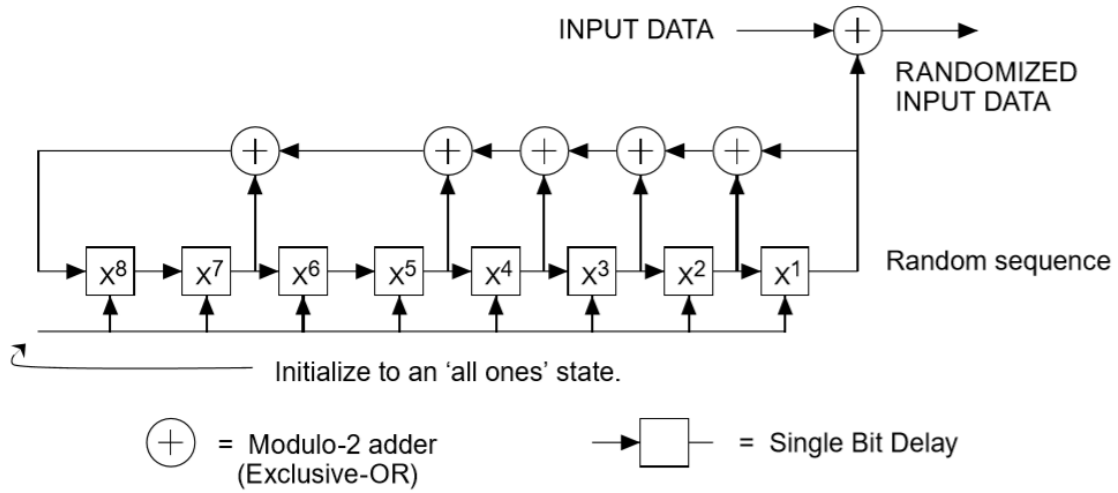 INPUT DATA
RANDOMIZED
INPUT DATA
X⁸ X⁷ X⁶ X⁵ X⁴ X³ X² X¹
Random sequence
Initialize to an ‘all ones’ state.
= Modulo-2 adder
(Exclusive-OR)
= Single Bit Delay